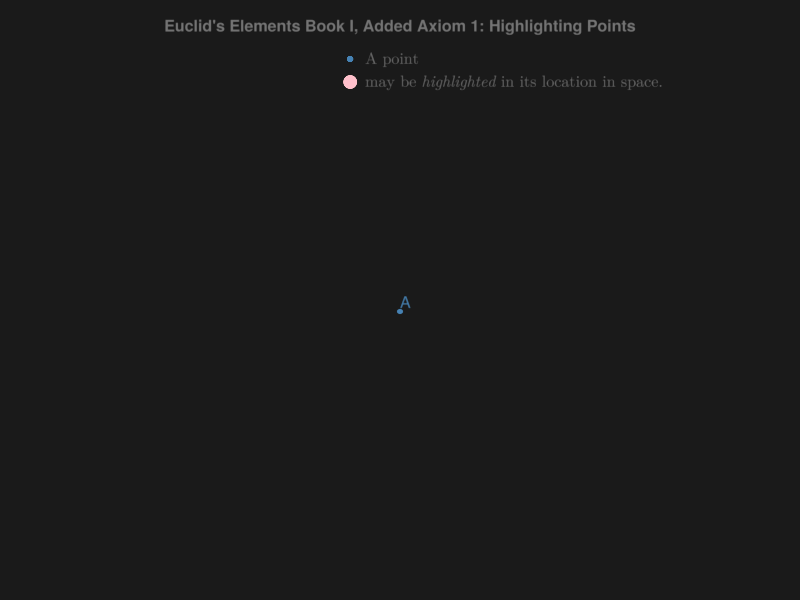 Euclid's Elements Book I, Added Axiom 1: Highlighting Points
A point
may be highlighted in its location in space.
A